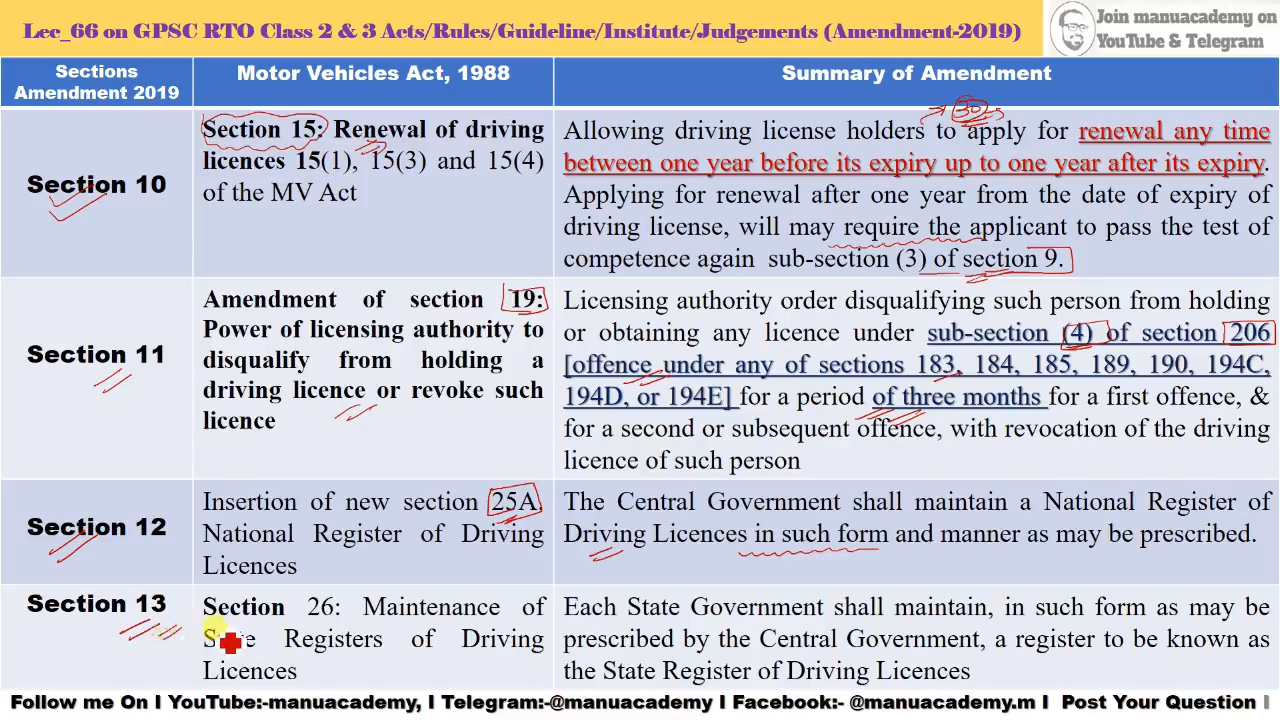 Lec_66 on GPSC RTO Class 2 & 3 Acts/Rules/Guideline/Institute/Judgements (Amendment-2019)
Join manuacademy on
YouTube & Telegram
Sections
Amendment 2019
Motor Vehicles Act, 1988
Summary of Amendment
Section 10
Section 15: Renewal of driving
licences 15(1), 15(3) and 15(4)
of the MV Act
30
Allowing driving license holders to apply for renewal any time
between one year before its expiry up to one year after its expiry.
Applying for renewal after one year from the date of expiry of
driving license, will may require the applicant to pass the test of
competence again sub-section (3) of section 9.
Section 11
Amendment of section 19:
Power of licensing authority to
disqualify from holding a
driving licence or revoke such
licence
Licensing authority order disqualifying such person from holding
or obtaining any licence under sub-section (4) of section 206
[offence under any of sections 183, 184, 185, 189, 190, 194C,
194D, or 194E] for a period of three months for a first offence, &
for a second or subsequent offence, with revocation of the driving
licence of such person
Section 12
Insertion of new section 25A,
National Register of Driving
Licences
The Central Government shall maintain a National Register of
Driving Licences in such form and manner as may be prescribed.
Section 13
Section 26: Maintenance of
State Registers of Driving
Licences
Each State Government shall maintain, in such form as may be
prescribed by the Central Government, a register to be known as
the State Register of Driving Licences
Follow me On I YouTube:-manuacademy, I Telegram:-@manuacademy I Facebook:- @manuacademy.m I Post Your Question I